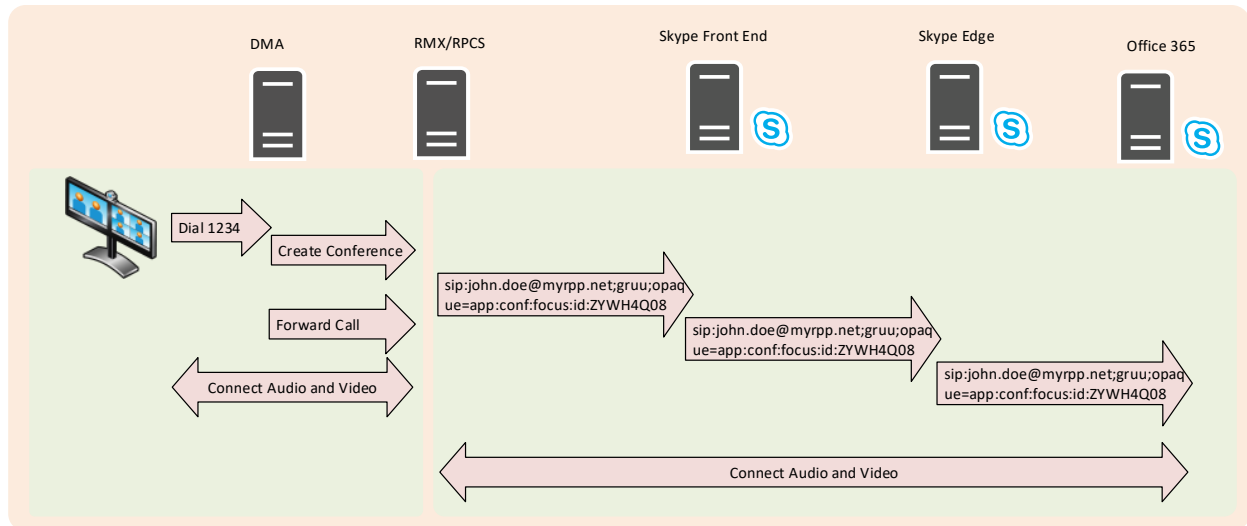 DMA
RMX/RPCS
Skype Front End
Skype Edge
Office 365
S
S
S
Dial 1234
Create Conference
sip:john.doe@myrpp.net;gruu;opaq
ue=app:conf:focus:id:ZYWH4Q08
Forward Call
sip:john.doe@myrpp.net;gruu;opaq
ue=app:conf:focus:id:ZYWH4Q08
Connect Audio and Video
sip:john.doe@myrpp.net;gruu;opaq
ue=app:conf:focus:id:ZYWH4Q08
Connect Audio and Video